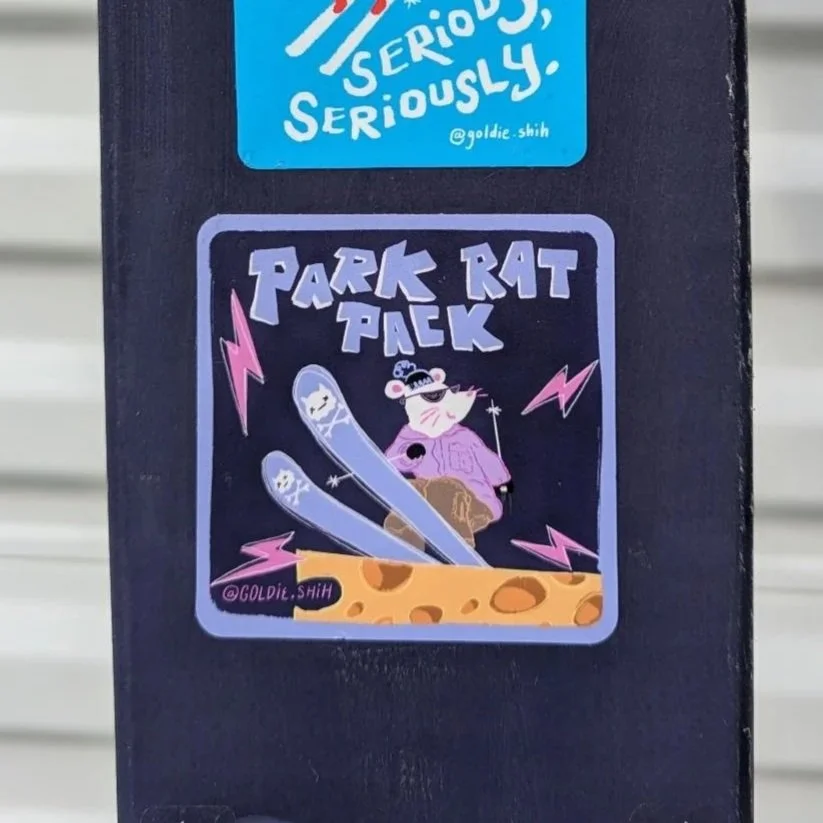 SERIOUSLY.
@goldie.shih
PARK RAT
PACK
@GOLDIE.SHIH